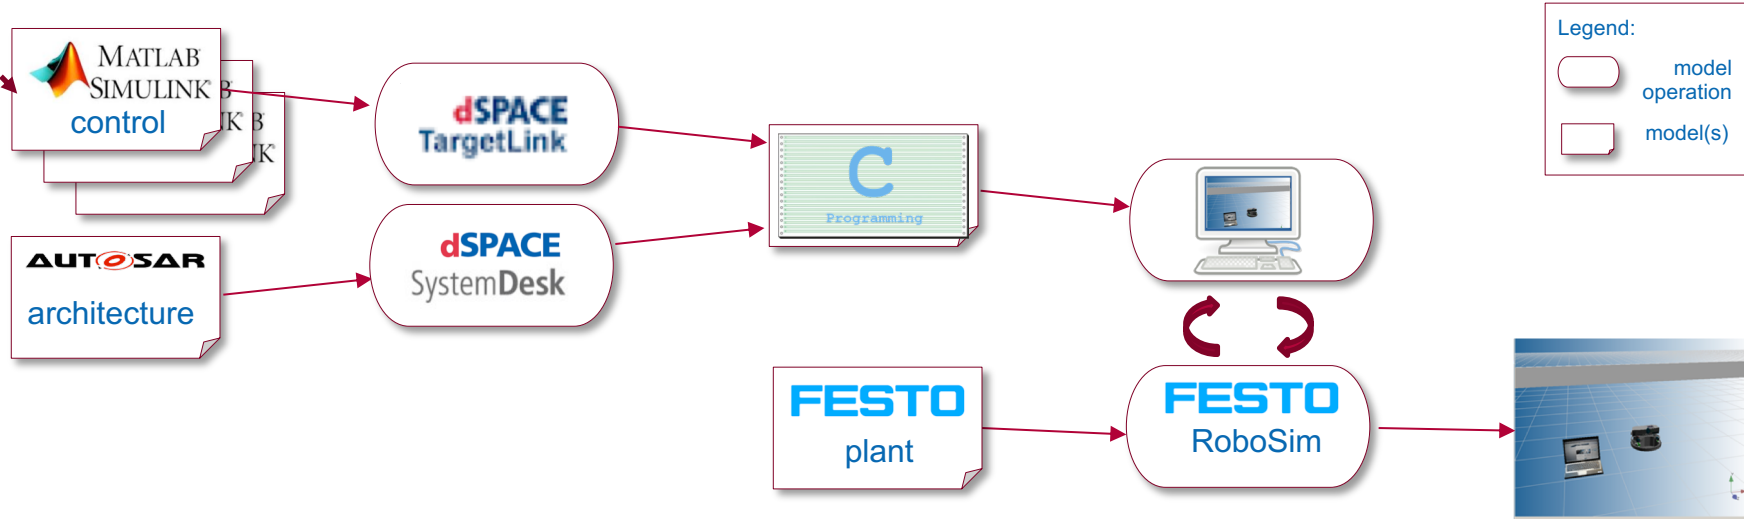 MATLAB
SIMULINK
control
B
K B
K
dSPACE
TargetLink
C
Programming
Legend:
model
operation
model(s)
AUTOSAR
architecture
dSPACE
SystemDesk
FESTO
plant
FESTO
RoboSim